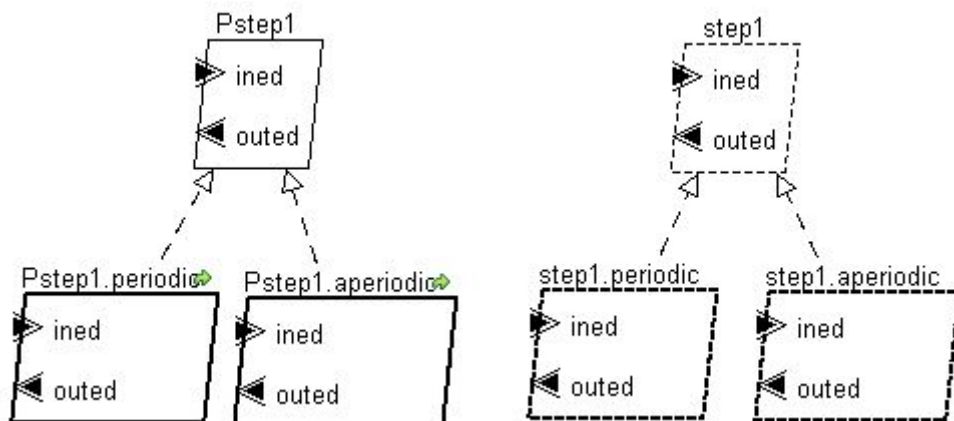 Pstep1
ined
outed
step1
ined
outed
Pstep1.periodic
ined
outed
Pstep1.aperiodic
ined
outed
step1.periodic
ined
outed
step1.aperiodic
ined
outed